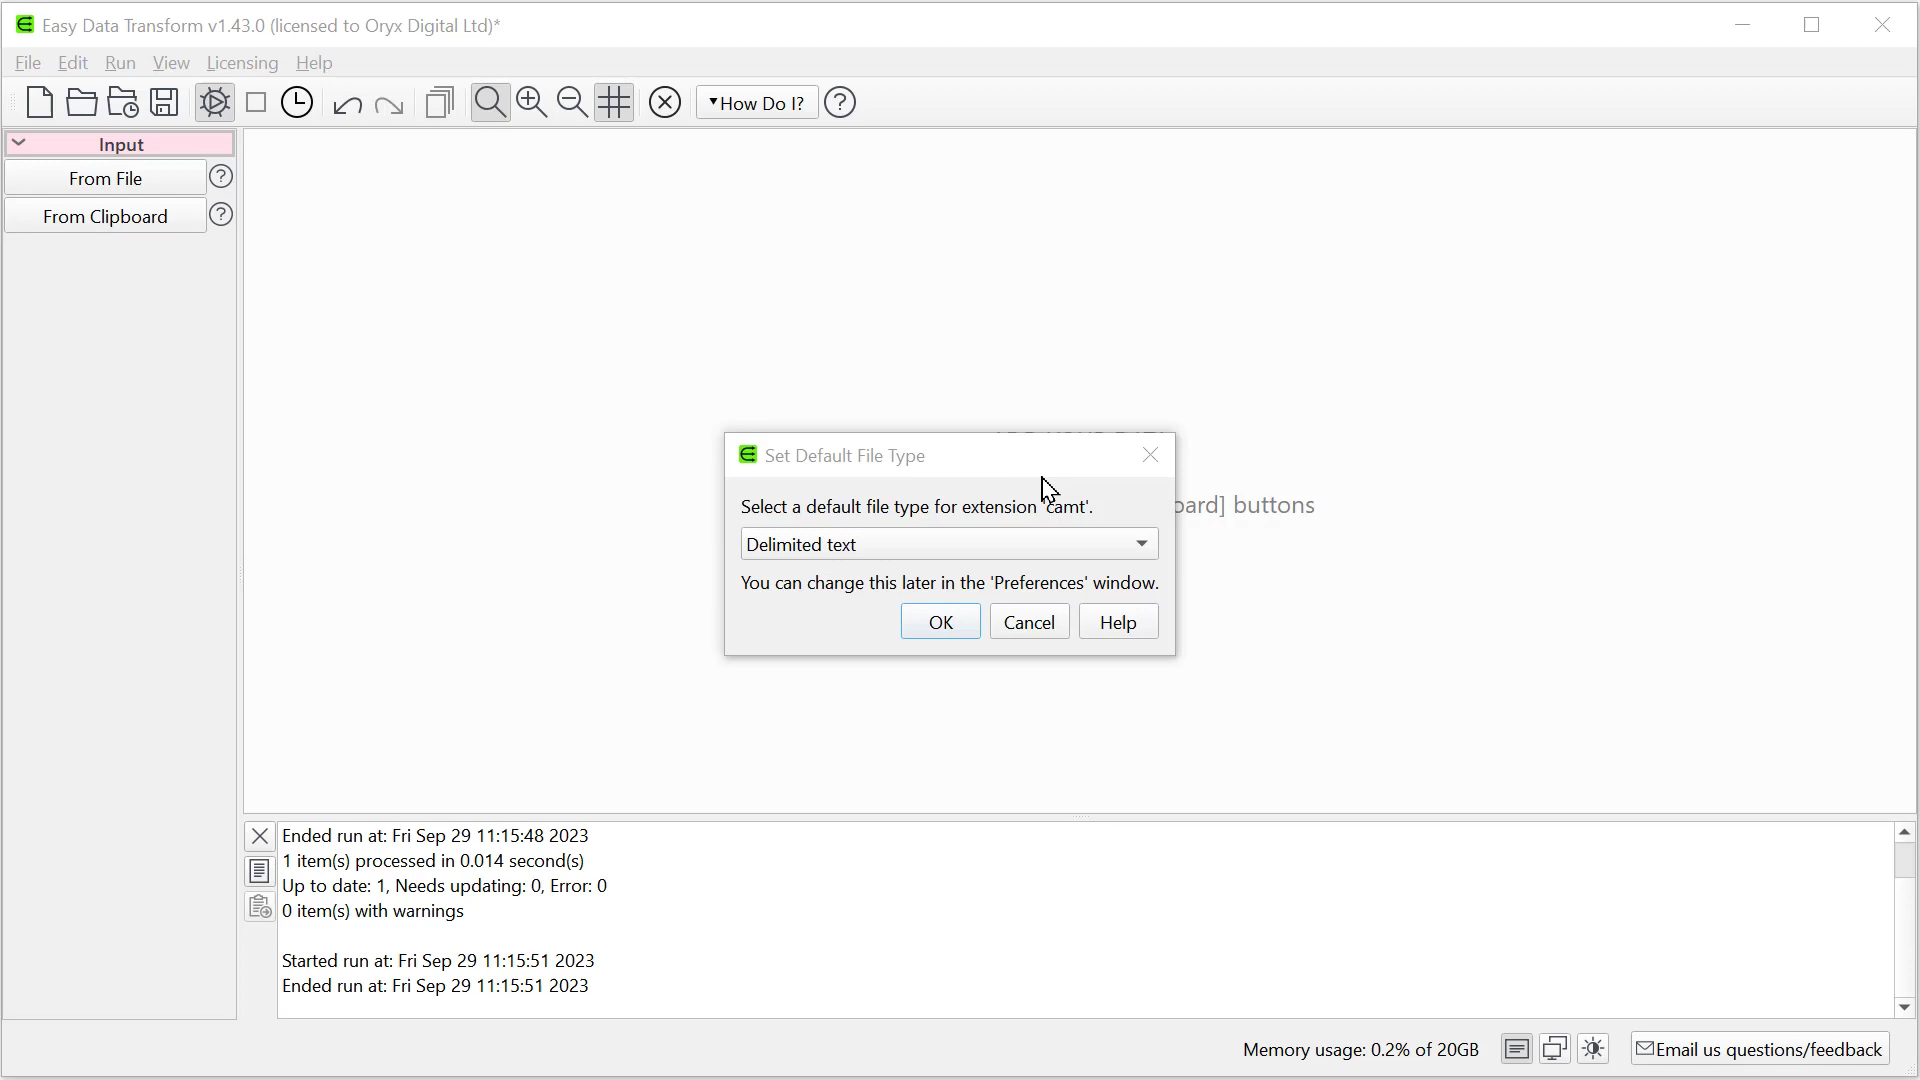 Easy Data Transform v1.43.0 (licensed to Oryx Digital Ltd)*
File Edit Run View Licensing Help
How Do I?
Input
From File
From Clipboard
Set Default File Type
Select a default file type for extension 'camt'.
oard] buttons
Delimited text
You can change this later in the 'Preferences' window.
OK Cancel Help
Ended run at: Fri Sep 29 11:15:48 2023
1 item(s) processed in 0.014 second(s)
Up to date: 1, Needs updating: 0, Error: 0
0 item(s) with warnings
Started run at: Fri Sep 29 11:15:51 2023
Ended run at: Fri Sep 29 11:15:51 2023
Memory usage: 0.2% of 20GB
Email us questions/feedback